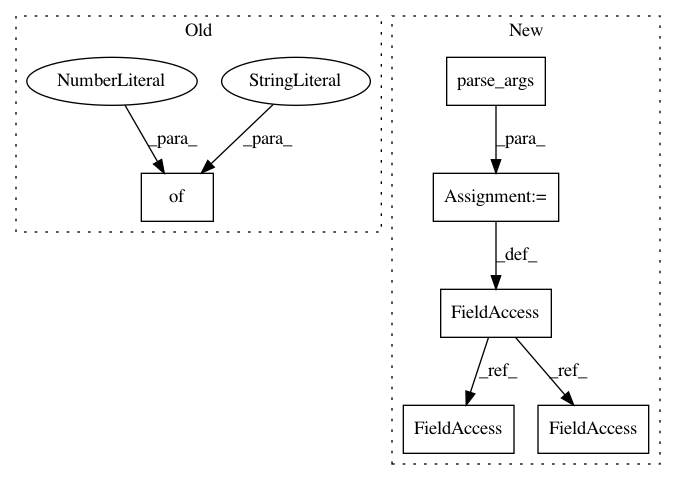 Old
New
NumberLiteral
StringLiteral
parse_args
_para_
_para_
_para_
of
Assignment:=
_def_
FieldAccess
_ref_
_ref_
FieldAccess
FieldAccess